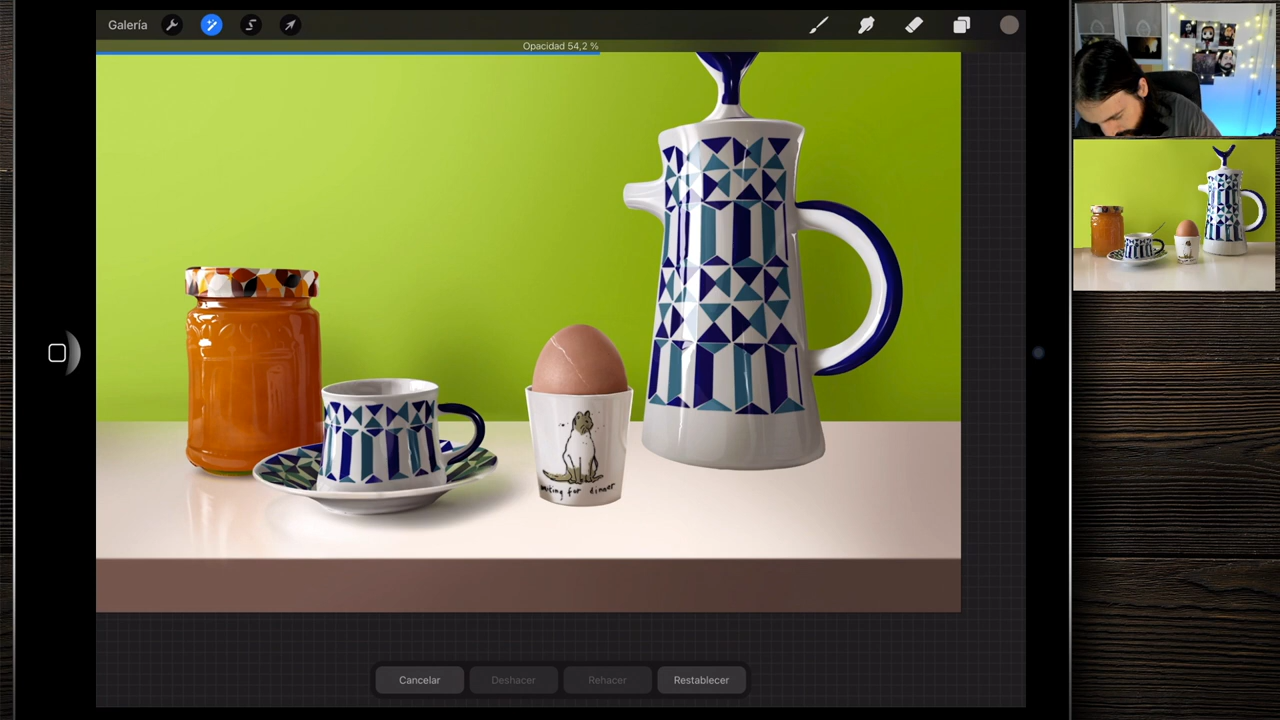 Galería
Opacidad 54,2 %
waiting for dinner
Cancelar
Deshacer
Rehacer
Restablecer